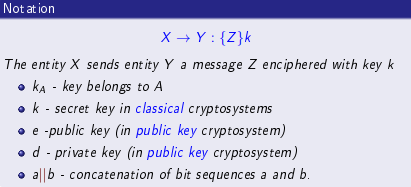 Notation
X → Y : {Z}k
The entity X sends entity Y a message Z enciphered with key k
k_A - key belongs to A
k - secret key in classical cryptosystems
e -public key (in public key cryptosystem)
d - private key (in public key cryptosystem)
a||b - concatenation of bit sequences a and b.